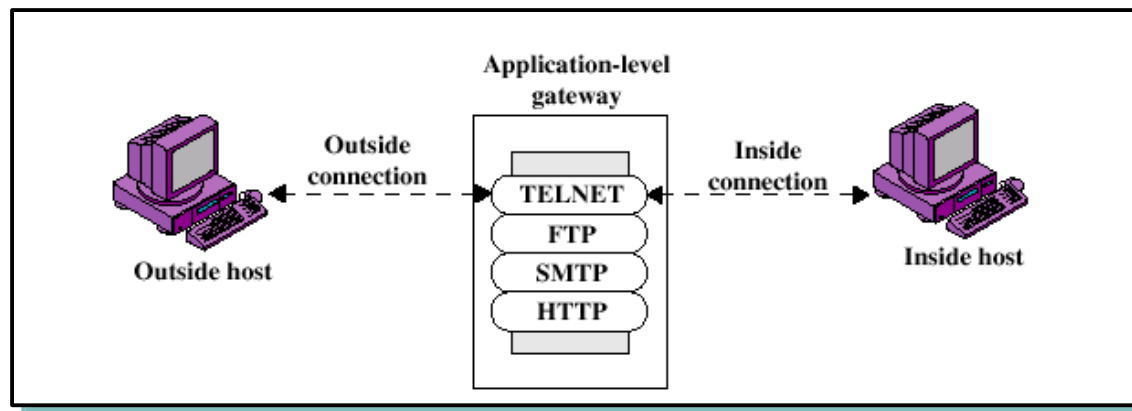 Application-level
gateway
Outside
connection
Inside
connection
TELNET
FTP
SMTP
HTTP
Outside host
Inside host